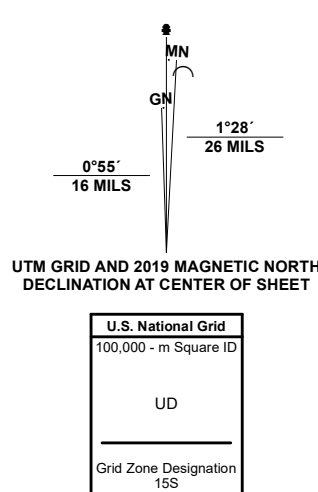 MN
GN
1°28´
26 MILS
0°55´
16 MILS
UTM GRID AND 2019 MAGNETIC NORTH
DECLINATION AT CENTER OF SHEET
U.S. National Grid
100,000 - m Square ID
UD
Grid Zone Designation
15S